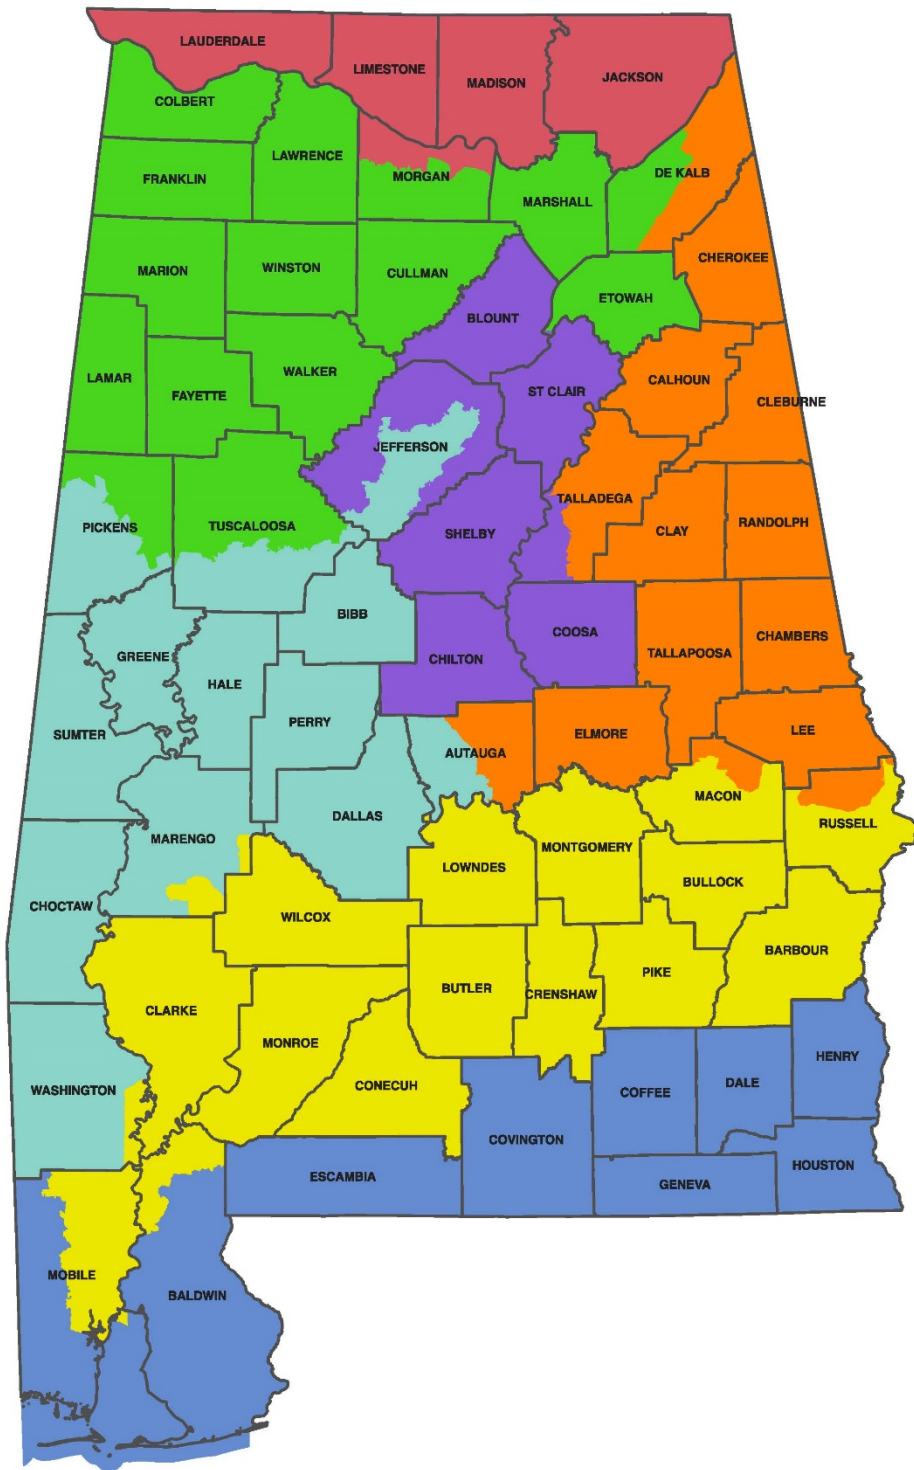 LAUDERDALE
LIMESTONE
MADISON
JACKSON
COLBERT
LAWRENCE
FRANKLIN
MORGAN
MARSHALL
DE KALB
CHEROKEE
MARION
WINSTON
CULLMAN
ETOWAH
BLOUNT
LAMAR
FAYETTE
WALKER
ST CLAIR
CALHOUN
CLEBURNE
JEFFERSON
TALLADEGA
PICKENS
TUSCALOOSA
SHELBY
CLAY
RANDOLPH
BIBB
GREENE
HALE
CHILTON
COOSA
TALLAPOOSA
CHAMBERS
SUMTER
PERRY
AUTAUGA
ELMORE
LEE
MACON
RUSSELL
MARENGO
DALLAS
LOWNDES
MONTGOMERY
BULLOCK
CHOCTAW
WILCOX
BARBOUR
CLARKE
BUTLER
CRENSHAW
PIKE
MONROE
CONECUH
HENRY
WASHINGTON
COFFEE
DALE
COVINGTON
ESCAMBIA
GENEVA
HOUSTON
MOBILE
BALDWIN